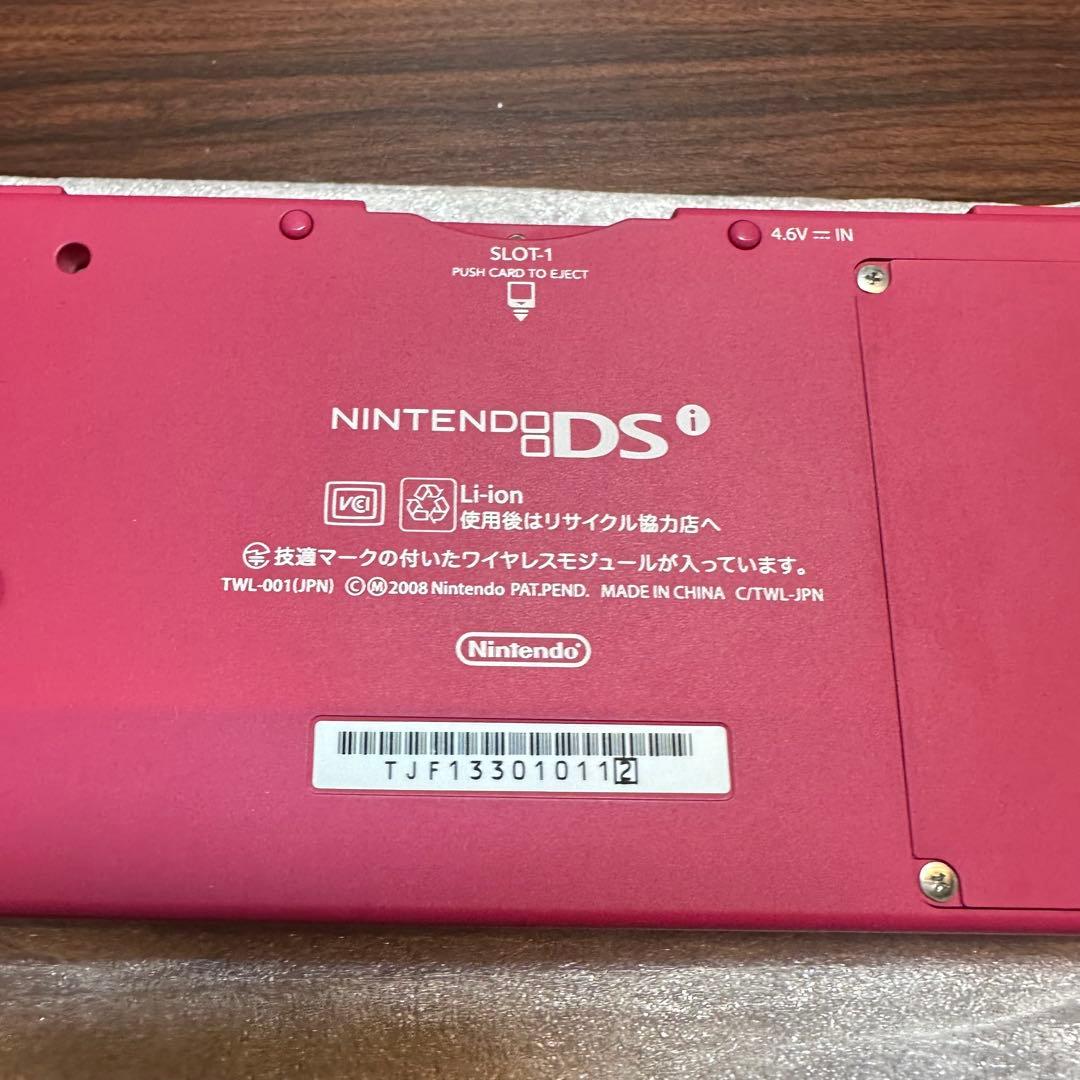 4.6V ⎓ IN
SLOT-1
PUSH CARD TO EJECT
NINTENDO DSi
VCI Li-ion
使用後はリサイクル協力店へ
技適マークの付いたワイヤレスモジュールが入っています。
TWL-001(JPN) ©Ⓜ2008 Nintendo PAT.PEND. MADE IN CHINA C/TWL-JPN
Nintendo
TJF133010112